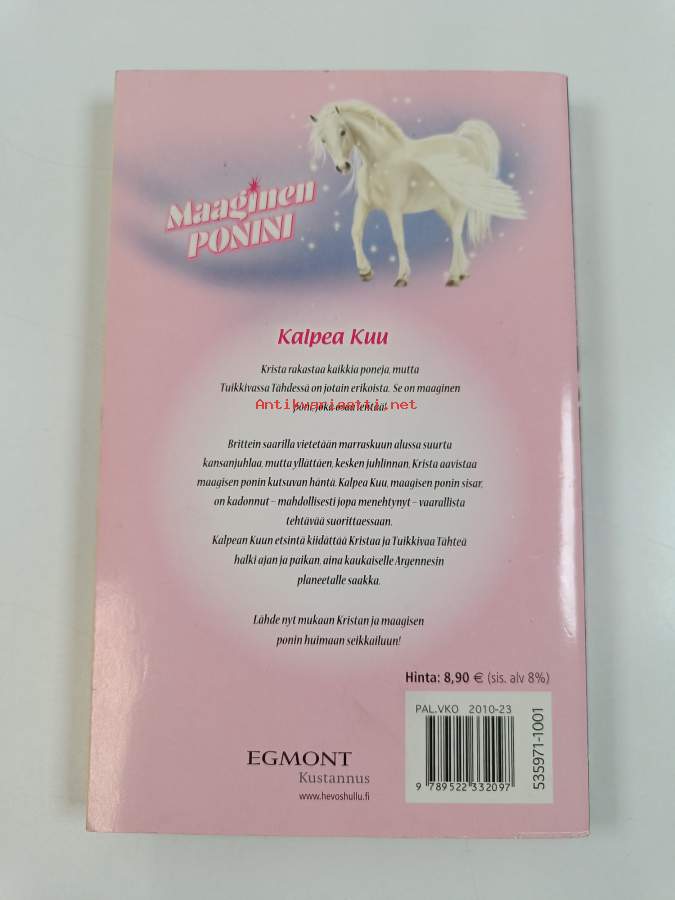 Maaginen
PONINI
Kalpea Kuu
Krista rakastaa kaikkia poneja, mutta
Tuikkivassa Tähdessä on jotain erikoista. Se on maaginen
poni, joka osaa lentää!
Antikvariaatti.net
Brittein saarilla vietetään marraskuun alussa suurta
kansanjuhlaa, mutta yllättäen, kesken juhlinnan, Krista aavistaa
maagisen ponin kutsuvan häntä. Kalpea Kuu, maagisen ponin sisar,
on kadonnut – mahdollisesti jopa menehtynyt – vaarallista
tehtävää suorittaessaan.
Kalpean Kuun etsintä kiidättää Kristaa ja Tuikkivaa Tähteä
halki ajan ja paikan, aina kaukaiselle Argennesin
planeetalle saakka.
Lähde nyt mukaan Kristan ja maagisen
ponin huimaan seikkailuun!
Hinta: 8,90 € (sis. alv 8%)
PAL.VKO 2010-23
9 789522 332097
535971-1001
EGMONT
Kustannus
www.hevoshullu.fi